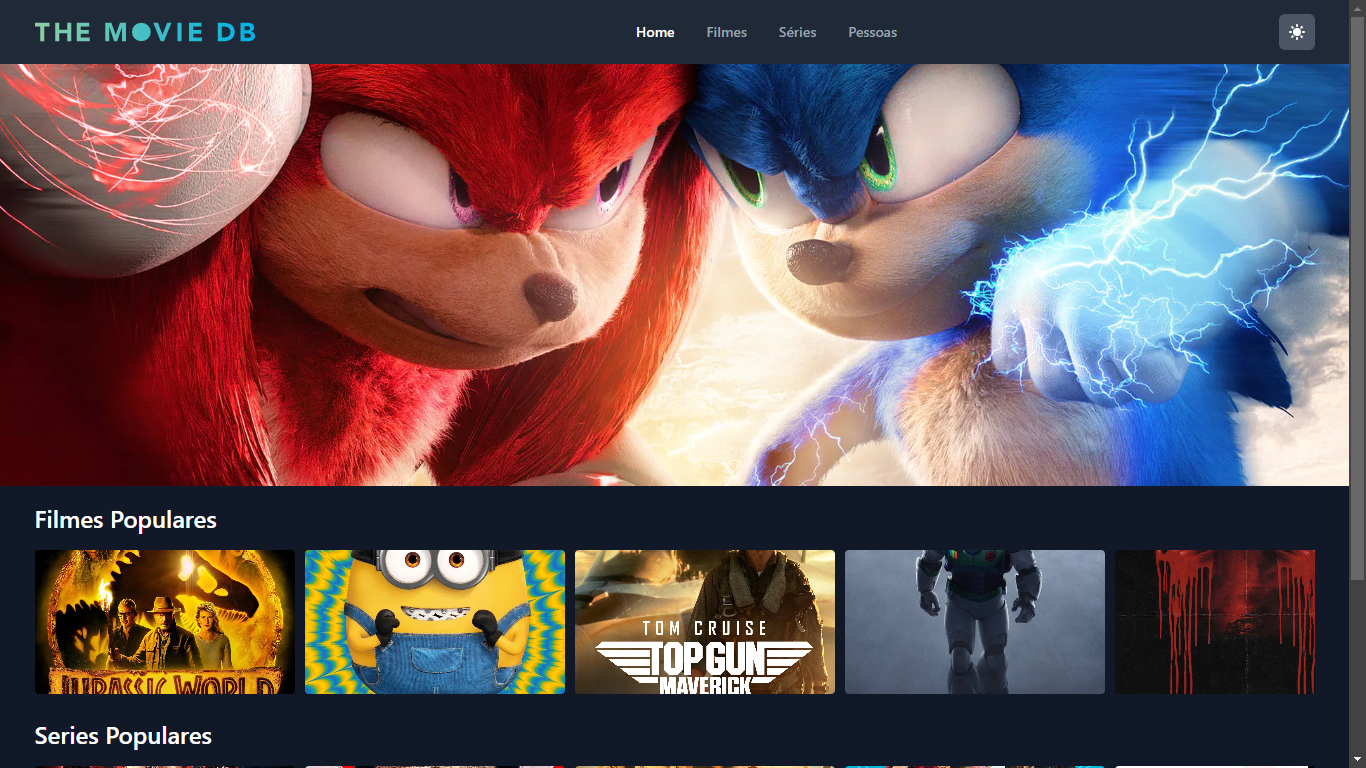 THE MOVIE DB
Home
Filmes
Séries
Pessoas
Filmes Populares
JURASSIC WORLD
TOM CRUISE
TOP GUN
MAVERICK
Series Populares